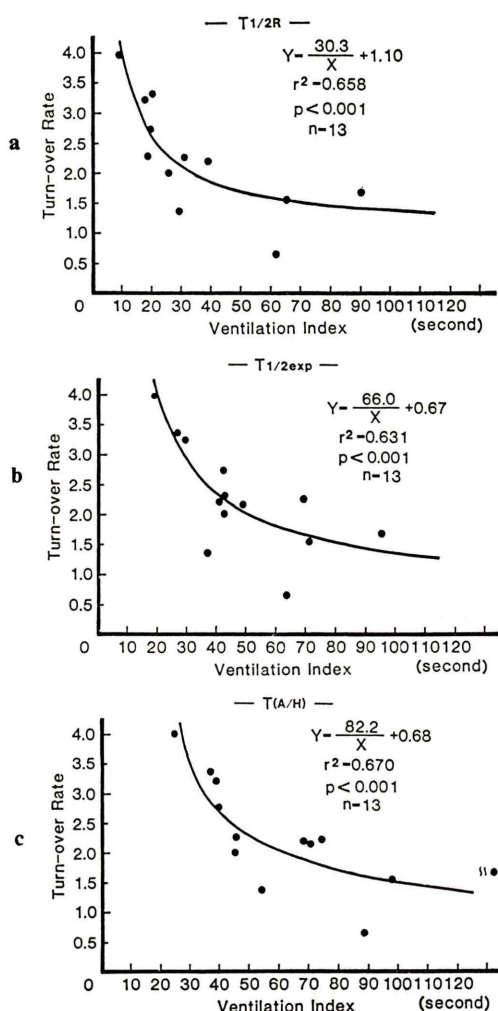 — T1/2R —
a
Turn-over Rate
4.0
3.5
3.0
2.5
2.0
1.5
1.0
0.5
0
Y- 30.3 / X +1.10
r²-0.658
p<0.001
n-13
10 20 30 40 50 60 70 80 90 100 110 120
Ventilation Index (second)
— T1/2exp —
b
Turn-over Rate
4.0
3.5
3.0
2.5
2.0
1.5
1.0
0.5
0
Y- 66.0 / X +0.67
r²-0.631
p<0.001
n-13
10 20 30 40 50 60 70 80 90 100 110 120
Ventilation Index (second)
— T(A/H) —
c
Turn-over Rate
4.0
3.5
3.0
2.5
2.0
1.5
1.0
0.5
0
Y- 82.2 / X +0.68
r²-0.670
p<0.001
n-13
10 20 30 40 50 60 70 80 90 100 110 120
Ventilation Index (second)